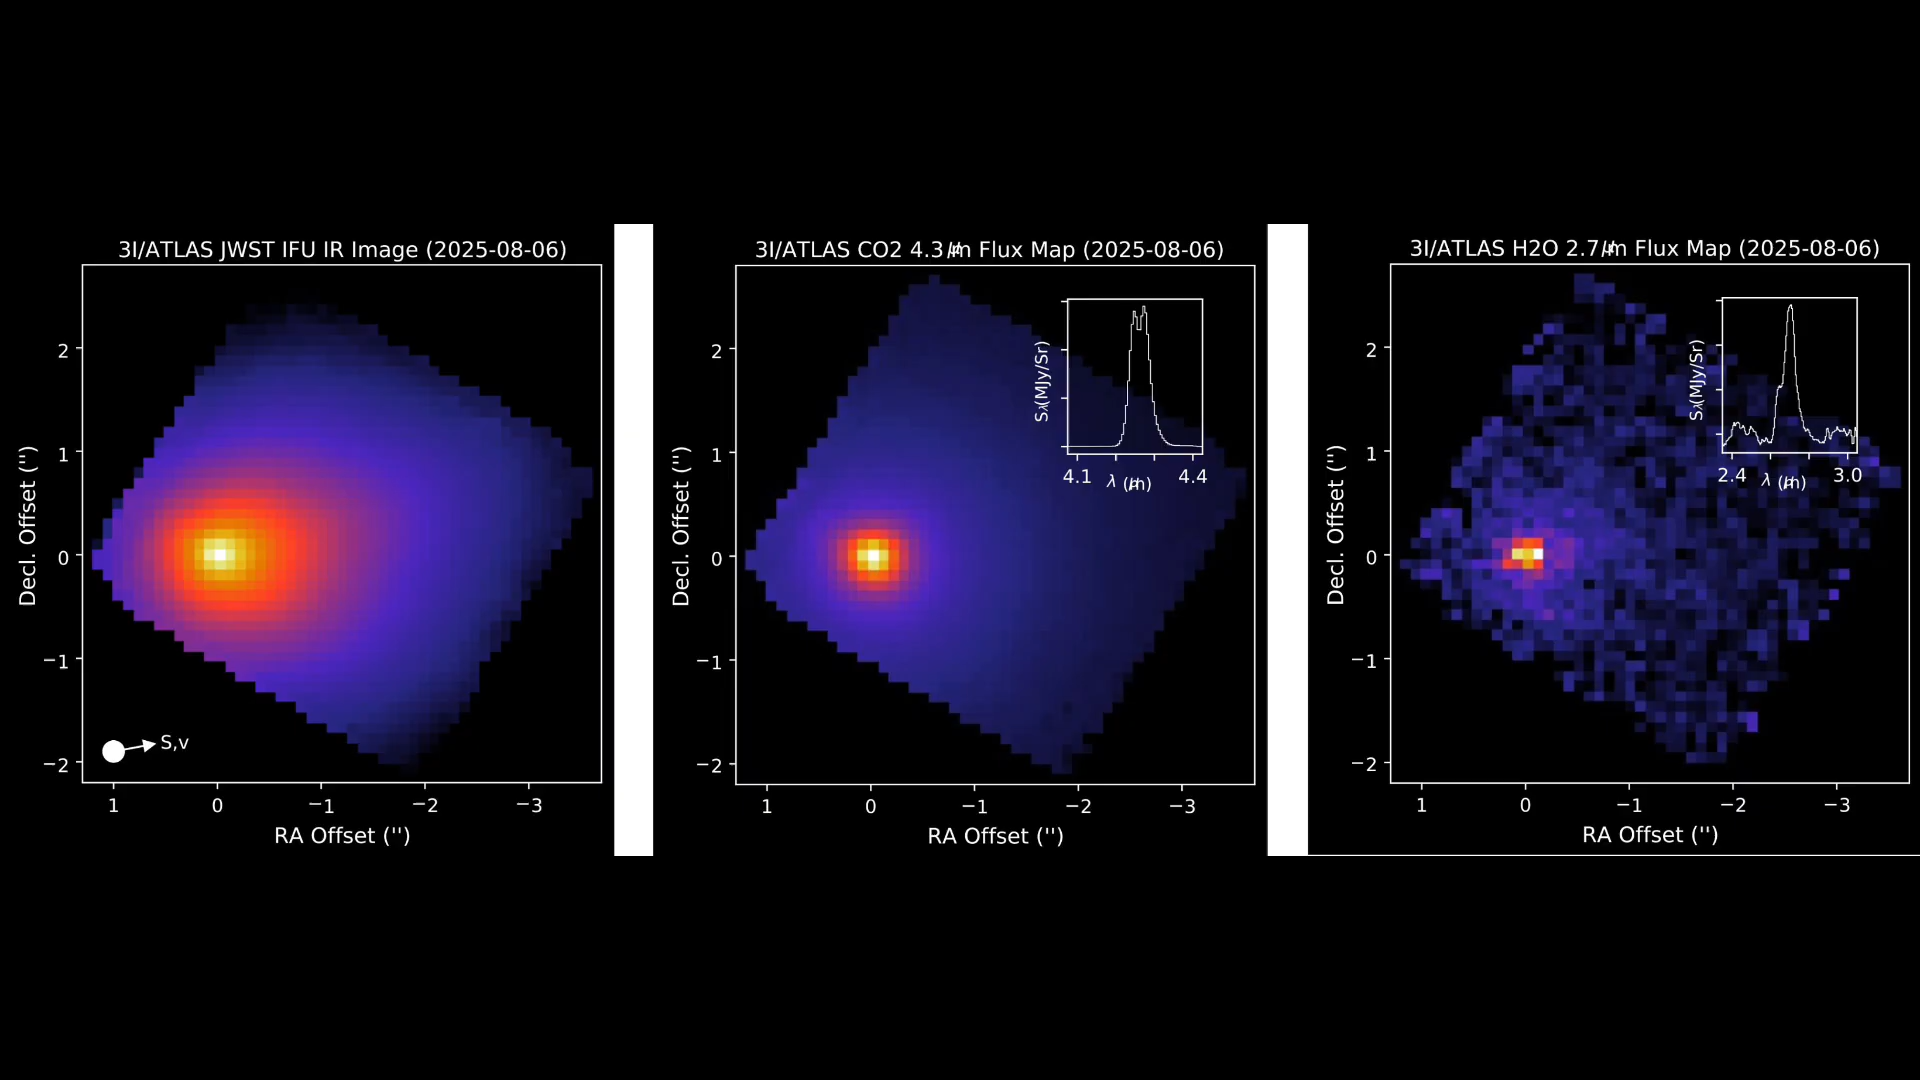 3I/ATLAS JWST IFU IR Image (2025-08-06)
Decl. Offset ('')
2
1
0
−1
−2
S,v
1
0
−1
−2
−3
RA Offset ('')
3I/ATLAS CO2 4.3 μm Flux Map (2025-08-06)
Decl. Offset ('')
2
1
0
−1
−2
Sλ(MJy/Sr)
4.1
λ (μm)
4.4
1
0
−1
−2
−3
RA Offset ('')
3I/ATLAS H2O 2.7 μm Flux Map (2025-08-06)
Decl. Offset ('')
2
1
0
−1
−2
Sλ(MJy/Sr)
2.4
λ (μm)
3.0
1
0
−1
−2
−3
RA Offset ('')